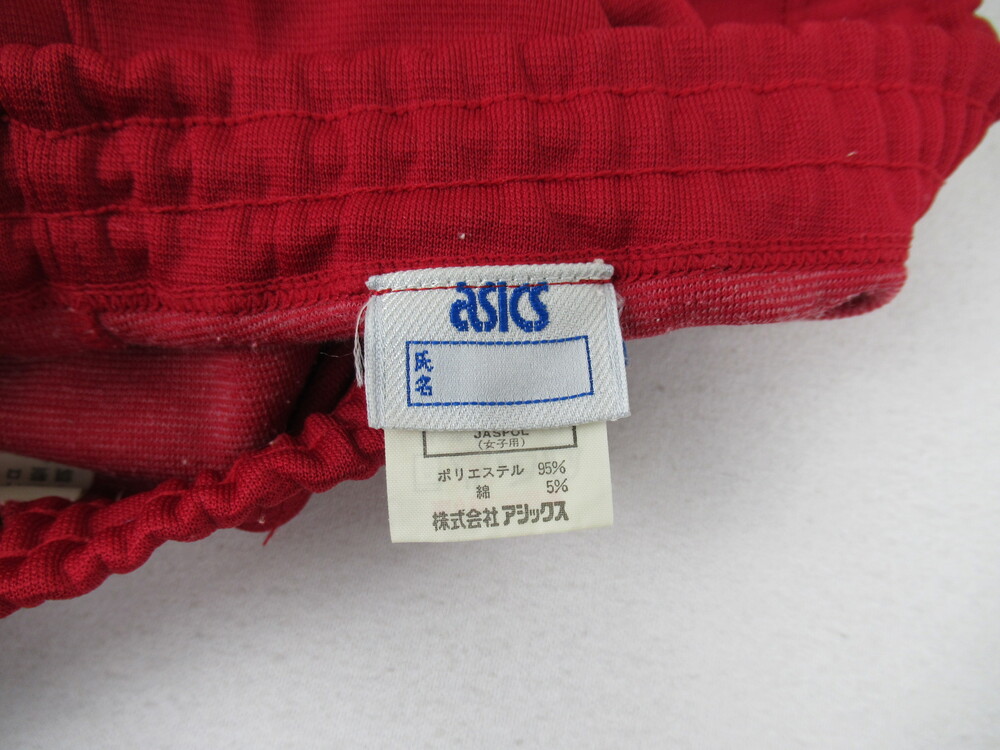 asics
氏名
JASPOL
(女子用)
ポリエステル 95%
綿 5%
株式会社アシックス